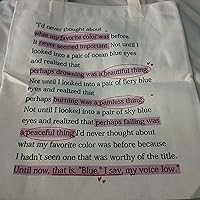 I'd never thought about
what my favorite color was before.
It never seemed important. Not until I
looked into a pair of ocean blue eyes
and realized that
perhaps drowning was a beautiful thing.
Not until I looked into a pair of fiery blue
eyes and realized that
perhaps burning was a painless thing.
Not until I looked into a pair of sky blue
eyes and realized that perhaps falling was
a peaceful thing. I'd never thought about
what my favorite color was before because
I hadn't seen one that was worthy of the title.
Until now, that is. "Blue," I say, my voice low.